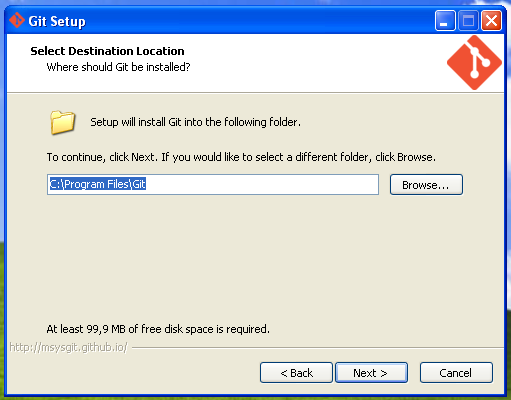 Git Setup
Select Destination Location
Where should Git be installed?
Setup will install Git into the following folder.
To continue, click Next. If you would like to select a different folder, click Browse.
C:\Program Files\Git
Browse...
At least 99,9 MB of free disk space is required.
http://msysgit.github.io/
< Back
Next >
Cancel